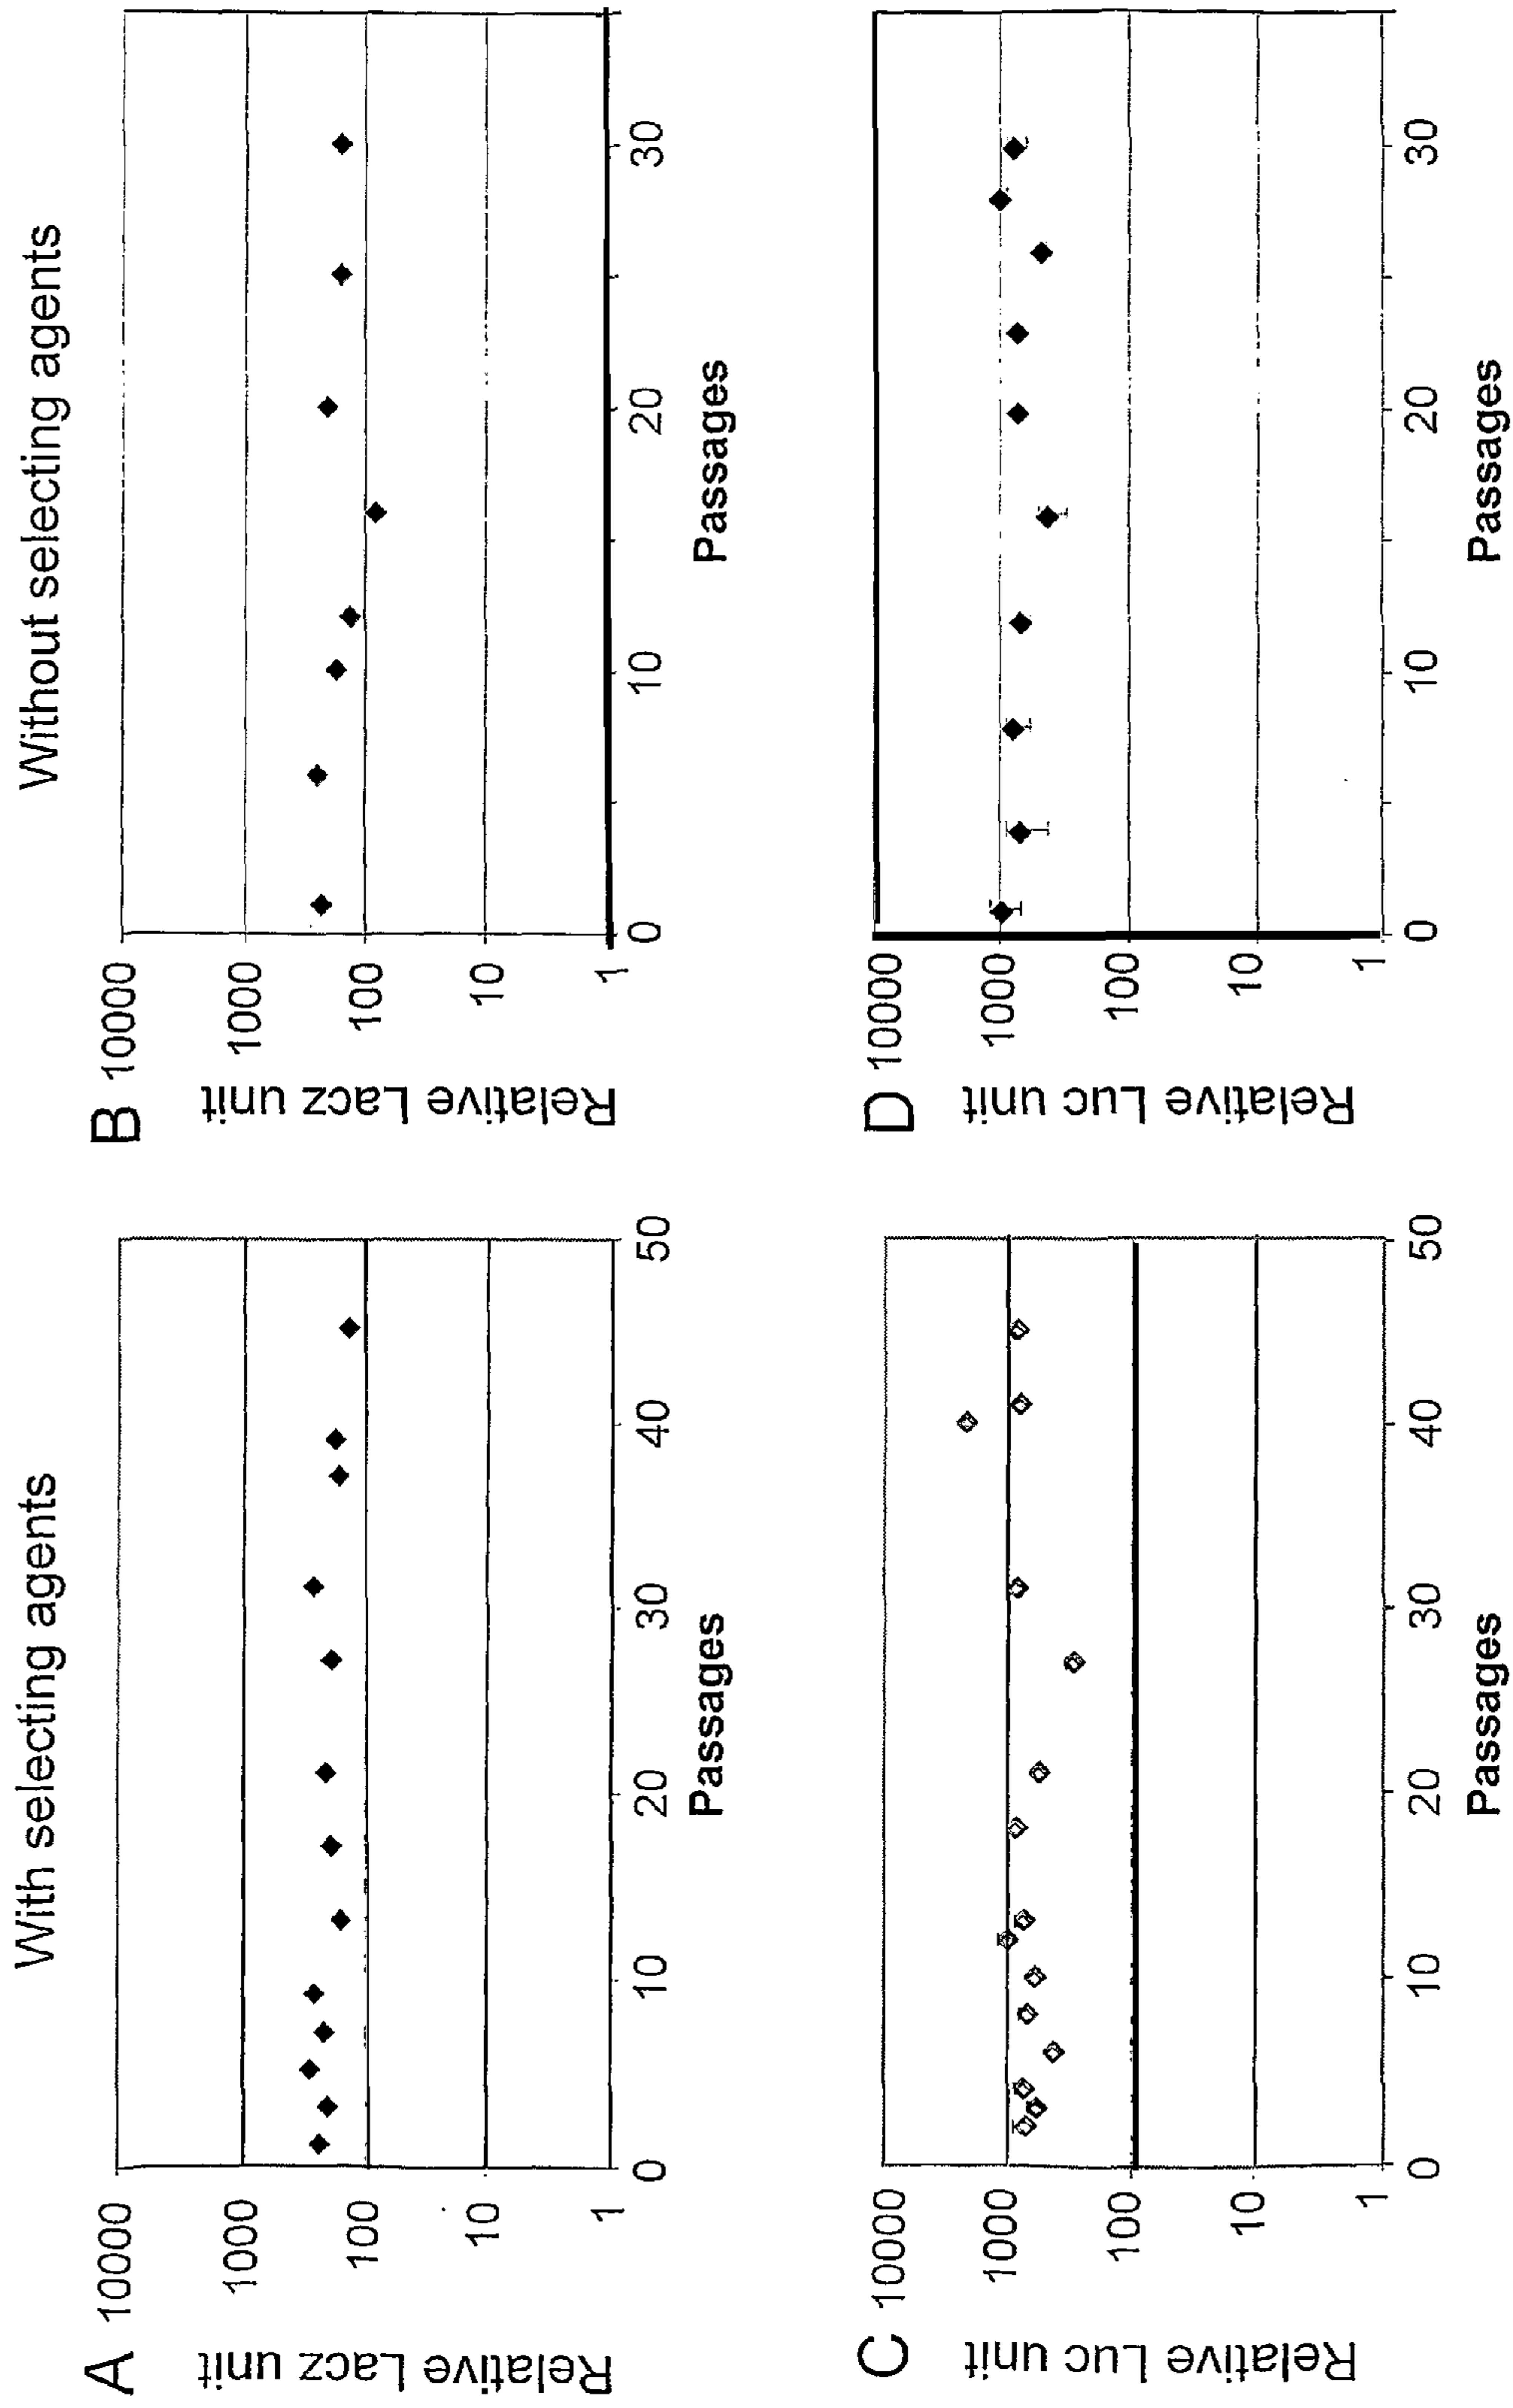 With selecting agents
Without selecting agents
A
Relative Lacz unit
10000
1000
100
10
1
0 10 20 30 40 50
Passages
B
Relative Lacz unit
10000
1000
100
10
1
0 10 20 30
Passages
C
Relative Luc unit
10000
1000
100
10
1
0 10 20 30 40 50
Passages
D
Relative Luc unit
10000
1000
100
10
1
0 10 20 30
Passages